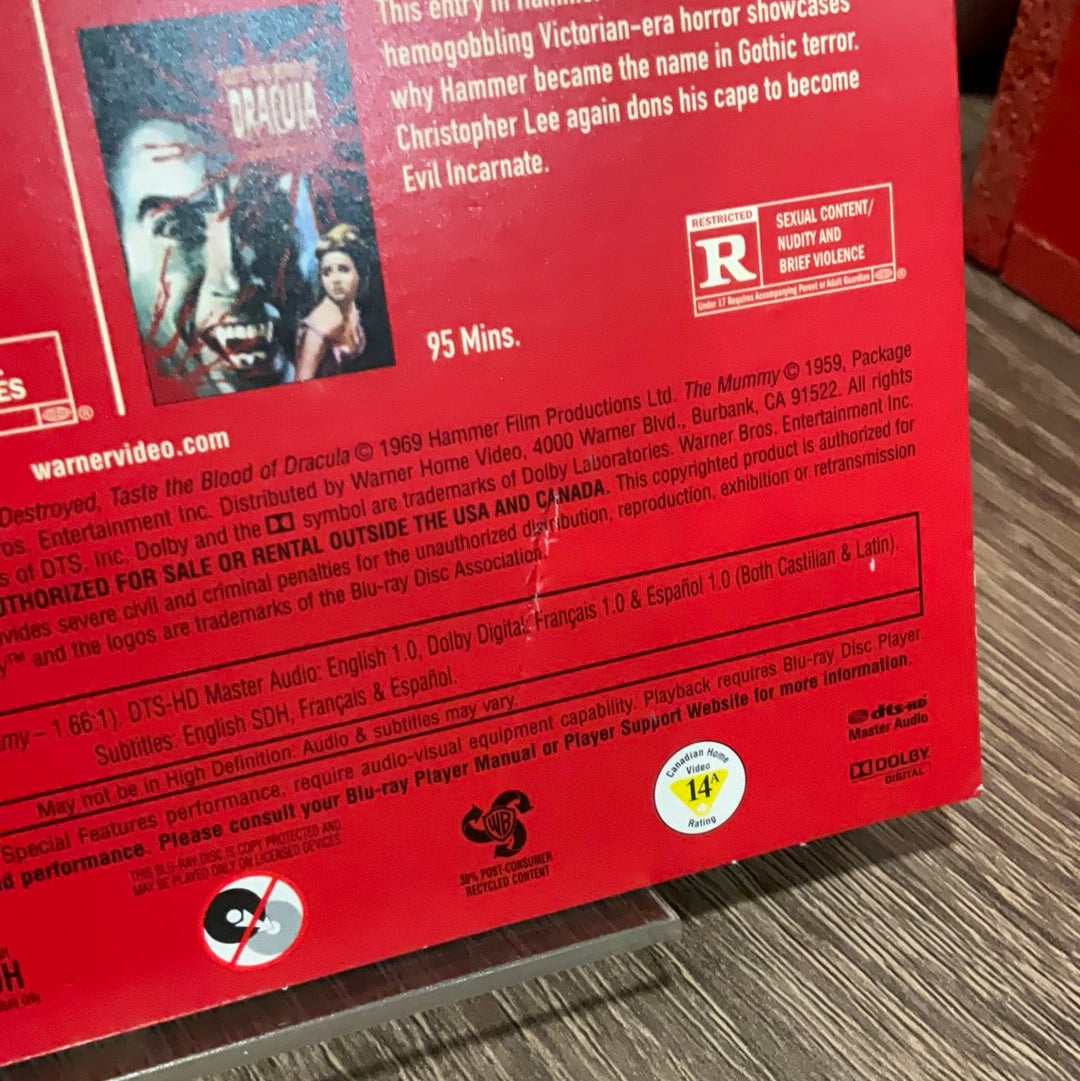 This entry in
hemogobbling Victorian-era horror showcases
why Hammer became the name in Gothic terror.
Christopher Lee again dons his cape to become
Evil Incarnate.
DRACULA
RESTRICTED
R
SEXUAL CONTENT/
NUDITY AND
BRIEF VIOLENCE
Under 17 Requires Accompanying Parent or Adult Guardian
®
95 Mins.
ES
®
warnervideo.com
Destroyed, Taste the Blood of Dracula © 1969 Hammer Film Productions Ltd. The Mummy © 1959, Package
os. Entertainment Inc. Distributed by Warner Home Video, 4000 Warner Blvd., Burbank, CA 91522. All rights
s of DTS, Inc. Dolby and the symbol are trademarks of Dolby Laboratories. Warner Bros. Entertainment Inc.
UTHORIZED FOR SALE OR RENTAL OUTSIDE THE USA AND CANADA. This copyrighted product is authorized for
vides severe civil and criminal penalties for the unauthorized distribution, reproduction, exhibition or retransmission
y™ and the logos are trademarks of the Blu-ray Disc Association.
my – 1.66:1), DTS-HD Master Audio: English 1.0, Dolby Digital: Français 1.0 & Español 1.0 (Both Castilian & Latin).
Subtitles: English SDH, Français & Español.
May not be in High Definition. Audio & subtitles may vary.
Special Features performance, require audio-visual equipment capability. Playback requires Blu-ray Disc Player.
d performance. Please consult your Blu-ray Player Manual or Player Support Website for more information.
THIS BLU-RAY DISC IS COPY PROTECTED AND
MAY BE PLAYED ONLY ON LICENSED DEVICES
WB
50% POST-CONSUMER
RECYCLED CONTENT
Canadian Home
Video
14A
Rating
dts-HD
Master Audio
DOLBY
DIGITAL
H
Only